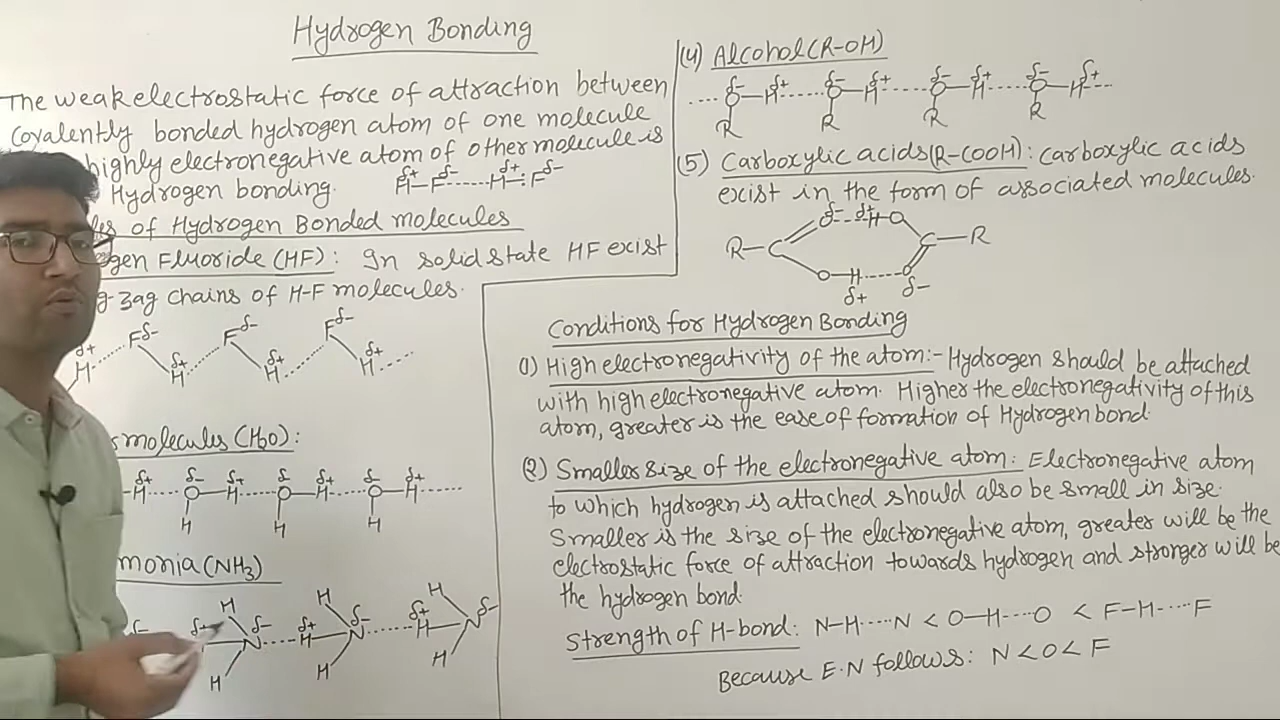 Hydrogen Bonding
The weak electrostatic force of attraction between
covalently bonded hydrogen atom of one molecule
highly electronegative atom of other molecule is
Hydrogen bonding. δ+ H–F δ- ...... δ+ H–:F δ-
of Hydrogen Bonded molecules
gen Fluoride (HF): In solid state HF exist
zag chains of H-F molecules.
δ+ H F δ- H δ+ F δ- H δ+ F δ- H δ+
molecules (H2O):
δ+ δ- δ+ δ δ+ δ- δ+
–H.....O–H......O–H......O–H......
H H H
monia (NH3)
H H H
δ- δ+ δ- δ+ δ- δ+ δ-
N....H N......H N
H H H
(4) Alcohol (R-OH)
δ- δ+ δ- δ+ δ- δ+ δ- δ+
....O–H......O–H......O–H......O–H....
R R R R
(5) Carboxylic acids (R-COOH): carboxylic acids
exist in the form of associated molecules.
R–C O δ- -- δ+ H–O C–R
O–H......O
δ+ δ-
Conditions for Hydrogen Bonding
(1) High electronegativity of the atom:- Hydrogen should be attached
with high electronegative atom. Higher the electronegativity of this
atom, greater is the ease of formation of Hydrogen bond.
(2) Smaller size of the electronegative atom: Electronegative atom
to which hydrogen is attached should also be small in size.
Smaller is the size of the electronegative atom, greater will be the
electrostatic force of attraction towards hydrogen and stronger will be
the hydrogen bond.
Strength of H-bond: N–H.....N < O–H....O < F–H.....F
Because E.N follows: N < O < F